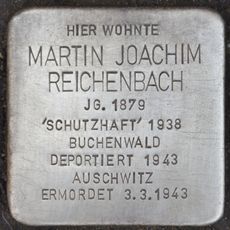 HIER WOHNTE
MARTIN JOACHIM
REICHENBACH
JG. 1879
'SCHUTZHAFT' 1938
BUCHENWALD
DEPORTIERT 1943
AUSCHWITZ
ERMORDET 3.3.1943